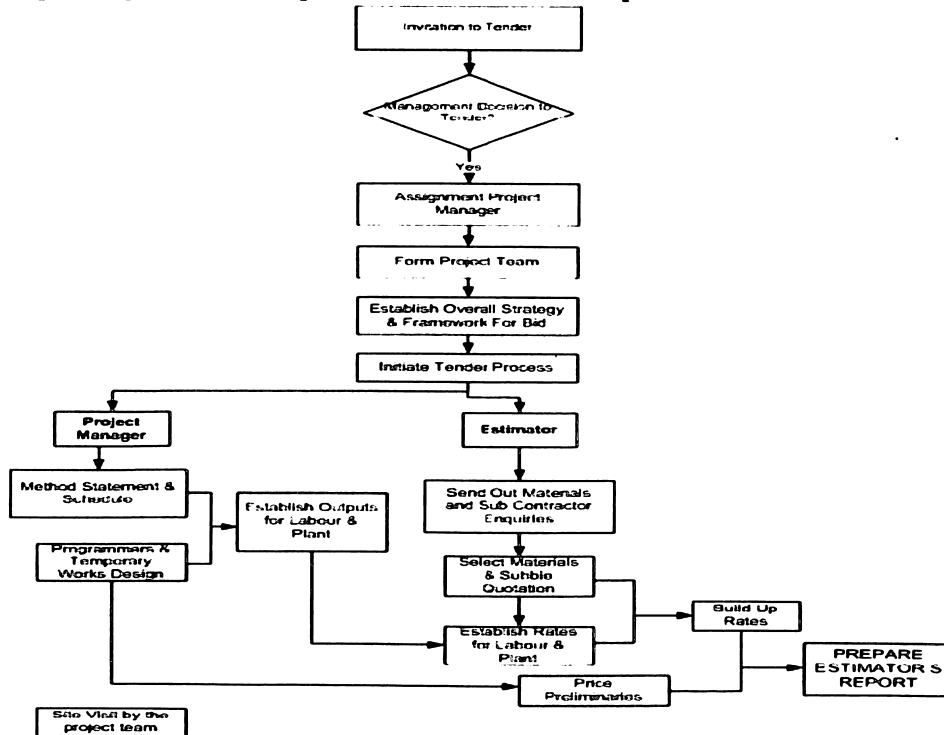 Invitation to Tender
Management Decision to
Tender?
Yes
Assignment Project
Manager
Form Project Team
Establish Overall Strategy
& Framework For Bid
Initiate Tender Process
Project
Manager
Estimator
Method Statement &
Schedule
Send Out Materials
and Sub Contractor
Enquiries
Establish Outputs
for Labour &
Plant
Programmers &
Temporary
Works Design
Select Materials
& Subbie
Quotation
Build Up
Rates
Establish Rates
for Labour &
Plant
PREPARE
ESTIMATOR'S
REPORT
Price
Preliminaries
Site Visit by the
project team